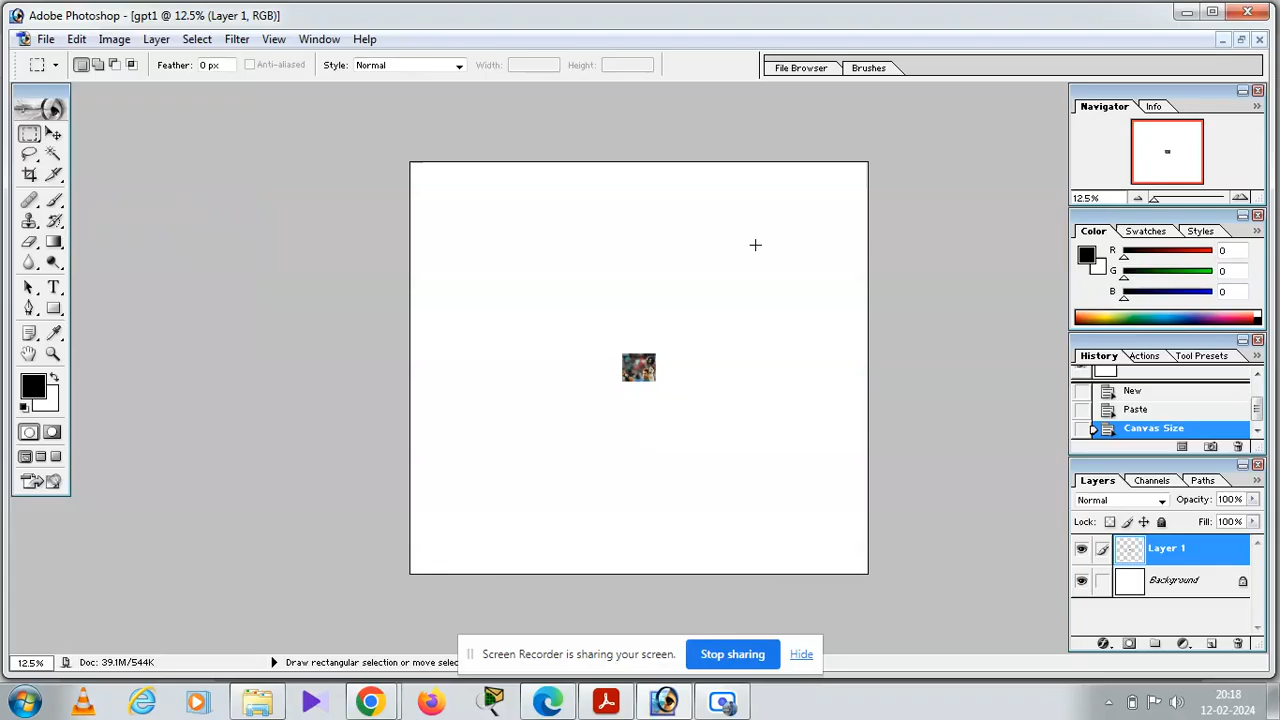 Adobe Photoshop - [gpt1 @ 12.5% (Layer 1, RGB)]
File Edit Image Layer Select Filter View Window Help
Feather: 0 px Anti-aliased Style: Normal Width: Height: File Browser Brushes
Navigator Info
12.5%
Color Swatches Styles
R 0
G 0
B 0
History Actions Tool Presets
New
Paste
Canvas Size
Layers Channels Paths
Normal Opacity: 100%
Lock: Fill: 100%
Layer 1
Background
Screen Recorder is sharing your screen. Stop sharing Hide
12.5% Doc: 39.1M/544K Draw rectangular selection or move selec
20:18
12-02-2024